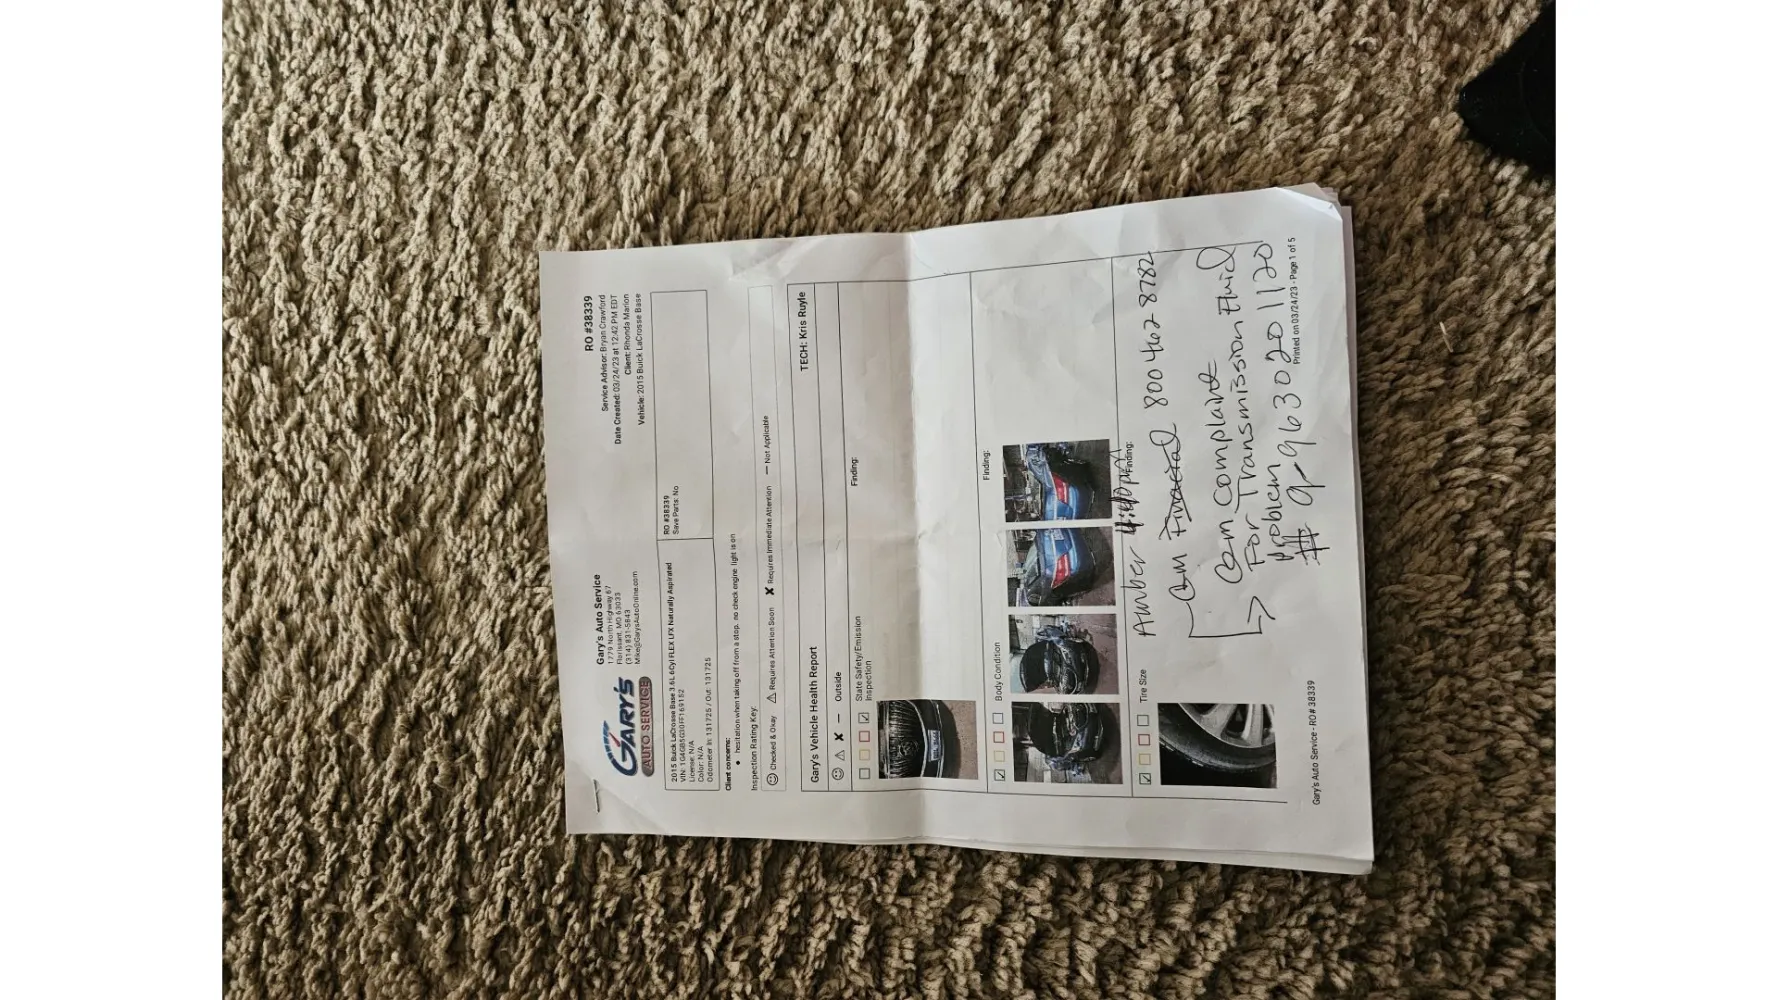 GARY'S
AUTO SERVICE
Gary's Auto Service
1779 North Highway 67
Florissant, MO 63033
(314) 831-5843
Mike@GarysAutoOnline.com
RO #38339
Service Advisor: Bryan Crawford
Date Created: 03/24/23 at 12:42 PM EDT
Client: Rhonda Marion
Vehicle: 2015 Buick LaCrosse Base
2015 Buick LaCrosse Base 3.6L 6Cyl FLEX LFX Naturally Aspirated
License: N/A
Color: N/A
Odometer In: 131725 / Out: 131725
RO #38339
Save Parts: No
Client concerns:
• hesitation when taking off from a stop, no check engine light is on
Inspection Rating Key:
Checked & Okay
Requires Attention Soon
✘ Requires Immediate Attention
— Not Applicable
Gary's Vehicle Health Report
TECH: Kris Ruyle
Outside
State Safety/Emission
Inspection
Finding:
Body Condition
Finding:
Tire Size
Finding:
Amber
800 462 8782
Complaint
For Transmission Fluid
Problem
# 9-9630201120
Gary's Auto Service - RO# 38339
Printed on 03/24/23 - Page 1 of 5